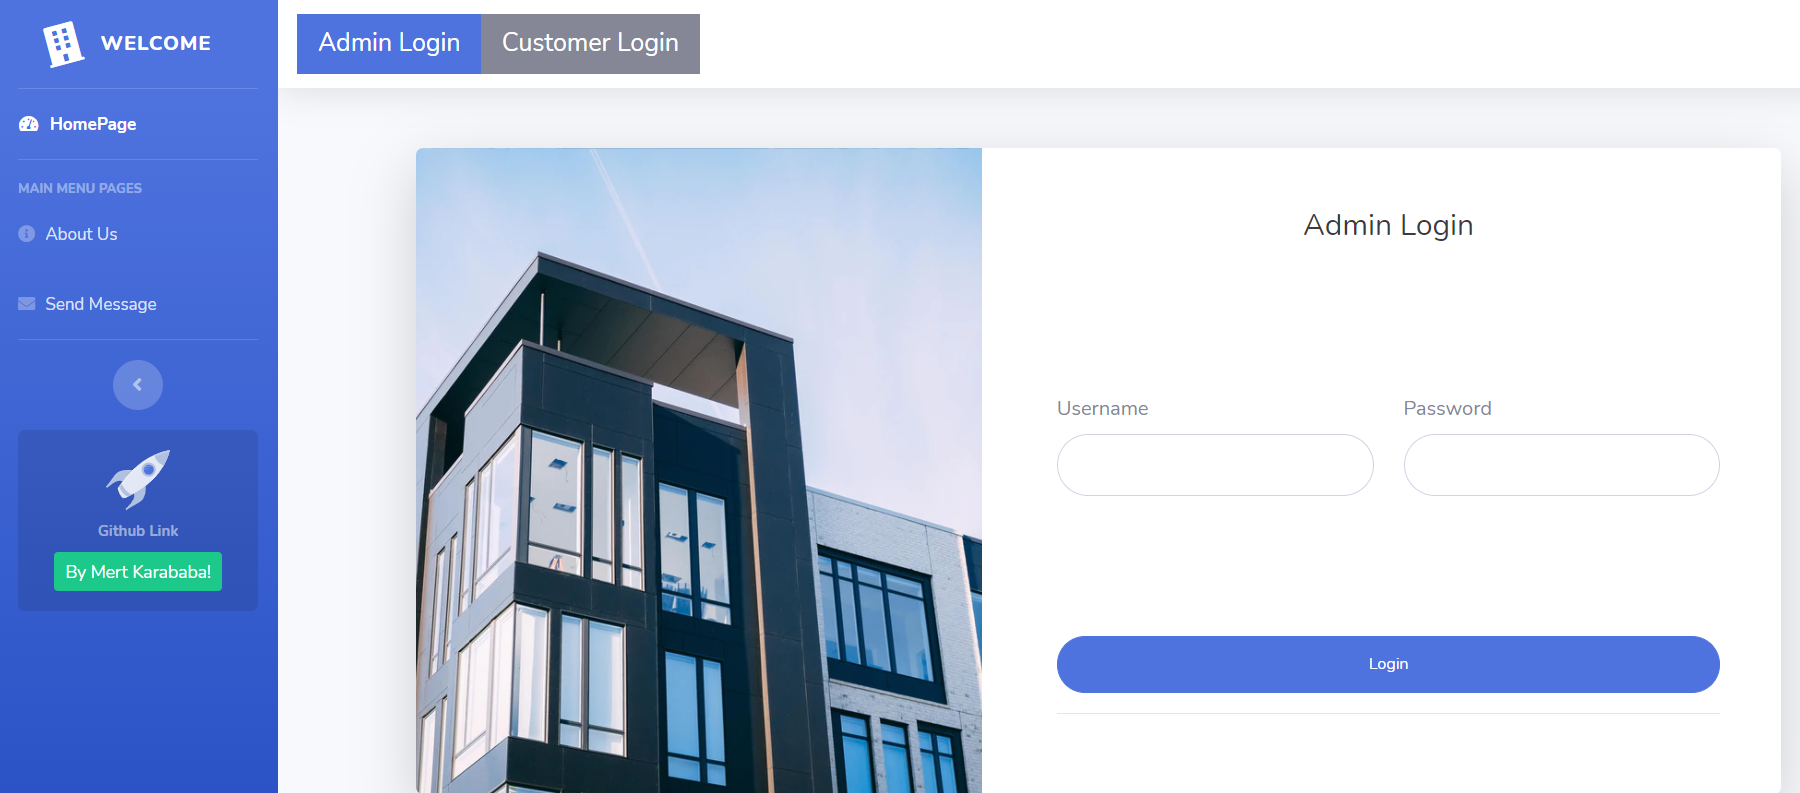 WELCOME
HomePage
MAIN MENU PAGES
About Us
Send Message
Github Link
By Mert Karababa!
Admin Login
Customer Login
Admin Login
Username
Password
Login